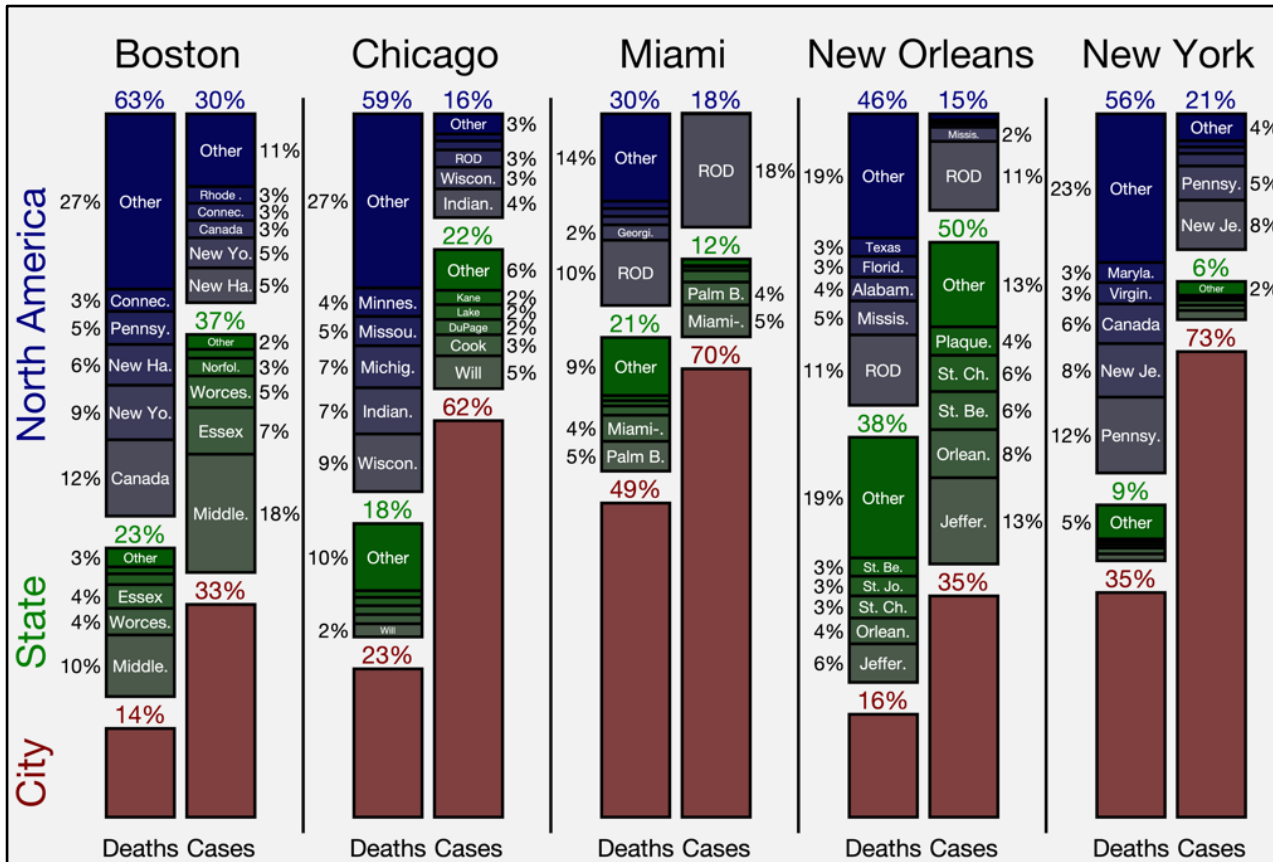 Boston
Chicago
Miami
New Orleans
New York
North America
State
City
63%
27%
Other
3%
Connec.
5%
Pennsy.
6%
New Ha.
9%
New Yo.
12%
Canada
23%
3%
Other
4%
Essex
4%
Worces.
10%
Middle.
14%
30%
Other
11%
Rhode .
3%
Connec.
3%
Canada
3%
New Yo.
5%
New Ha.
5%
37%
Other
2%
Norfol.
3%
Worces.
5%
Essex
7%
Middle.
18%
33%
59%
27%
Other
4%
Minnes.
5%
Missou.
7%
Michig.
7%
Indian.
9%
Wiscon.
18%
10%
Other
2%
Will
23%
16%
Other
3%
ROD
3%
Wiscon.
3%
Indian.
4%
22%
Other
6%
Kane
2%
Lake
2%
DuPage
2%
Cook
3%
Will
5%
62%
30%
14%
Other
2%
Georgi.
10%
ROD
21%
9%
Other
4%
Miami-.
5%
Palm B.
49%
18%
ROD
18%
12%
Palm B.
4%
Miami-.
5%
70%
46%
19%
Other
3%
Texas
3%
Florid.
4%
Alabam.
5%
Missis.
11%
ROD
38%
19%
Other
3%
St. Be.
3%
St. Jo.
3%
St. Ch.
4%
Orlean.
6%
Jeffer.
16%
15%
Missis.
2%
ROD
11%
50%
Other
13%
Plaque.
4%
St. Ch.
6%
St. Be.
6%
Orlean.
8%
Jeffer.
13%
35%
56%
23%
Other
3%
Maryla.
3%
Virgin.
6%
Canada
8%
New Je.
12%
Pennsy.
9%
5%
Other
35%
21%
Other
4%
Pennsy.
5%
New Je.
8%
6%
Other
2%
73%
Deaths Cases
Deaths Cases
Deaths Cases
Deaths Cases
Deaths Cases